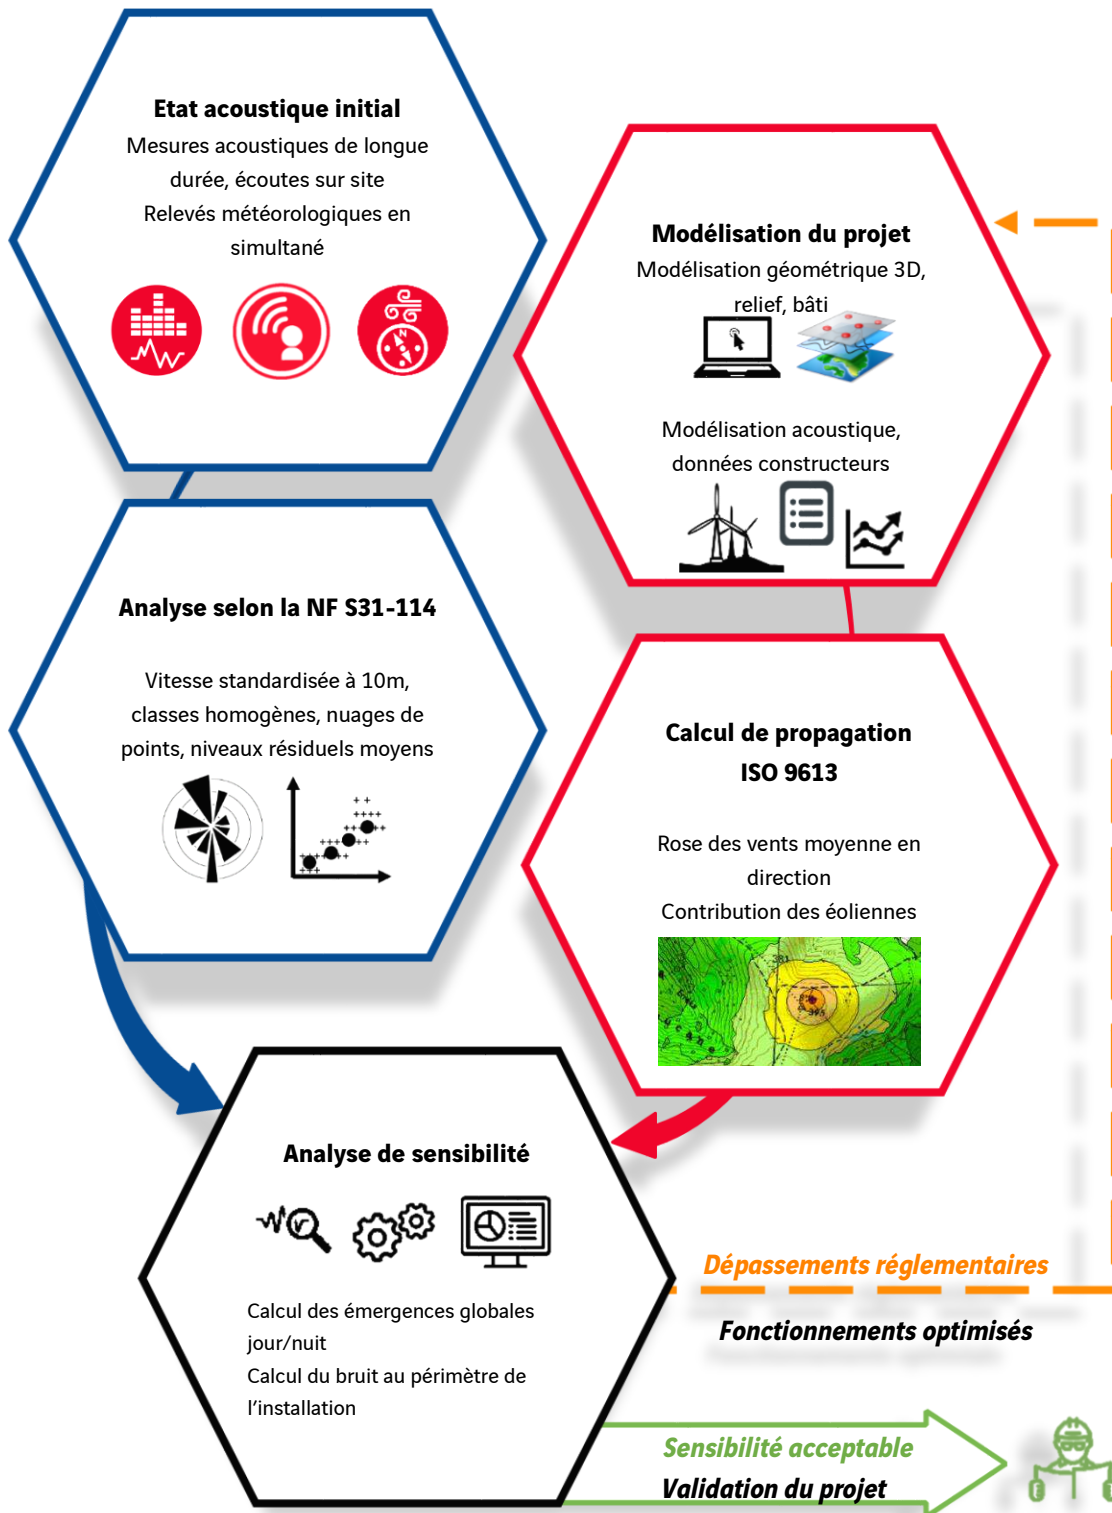 Etat acoustique initial
Mesures acoustiques de longue
durée, écoutes sur site
Relevés météorologiques en
simultané
Modélisation du projet
Modélisation géométrique 3D,
relief, bâti
Modélisation acoustique,
données constructeurs
Analyse selon la NF S31-114
Vitesse standardisée à 10m,
classes homogènes, nuages de
points, niveaux résiduels moyens
Calcul de propagation
ISO 9613
Rose des vents moyenne en
direction
Contribution des éoliennes
Analyse de sensibilité
Calcul des émergences globales
jour/nuit
Calcul du bruit au périmètre de
l'installation
Dépassements réglementaires
Fonctionnements optimisés
Sensibilité acceptable
Validation du projet